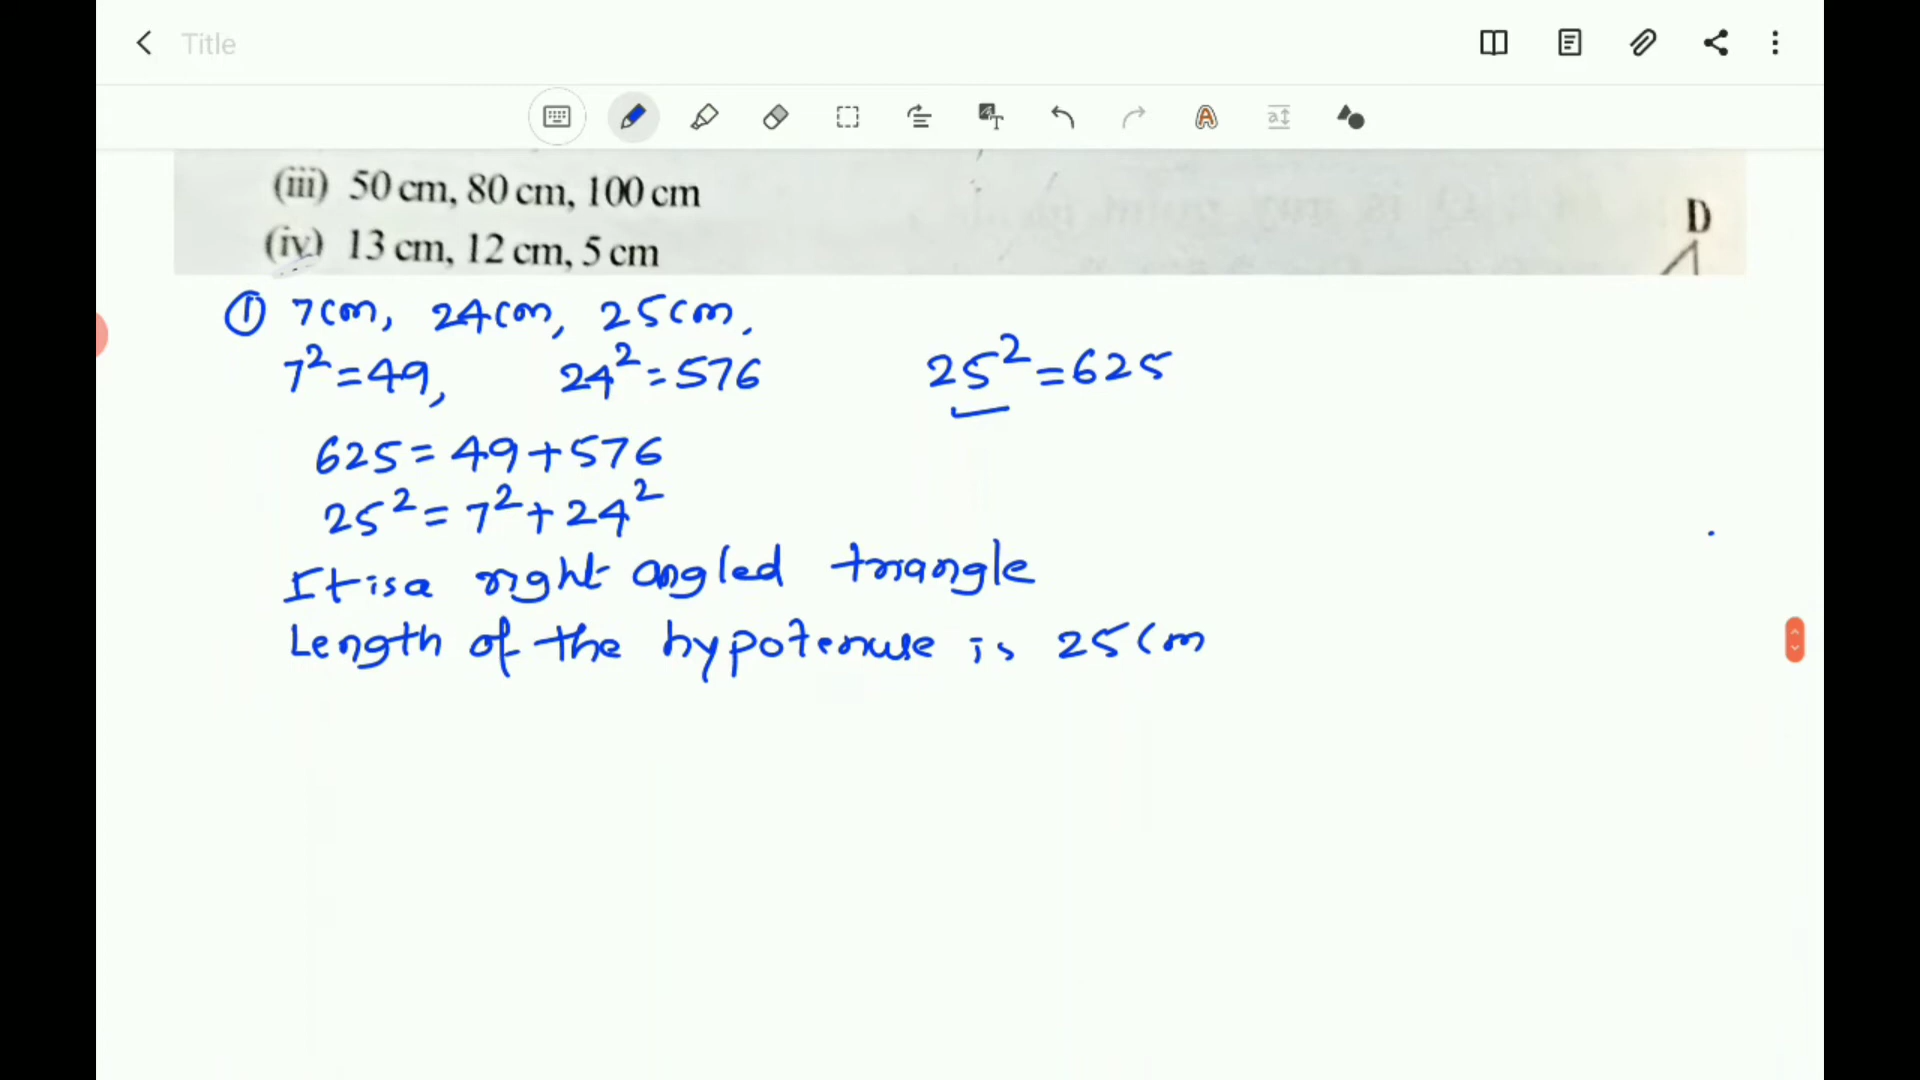 Title
(iii) 50 cm, 80 cm, 100 cm
D
(iv) 13 cm, 12 cm, 5 cm
① 7cm, 24cm, 25cm.
7²=49, 24²=576 25²=625
625=49+576
25²=7²+24²
It is a right angled triangle
Length of the hypotenuse is 25cm